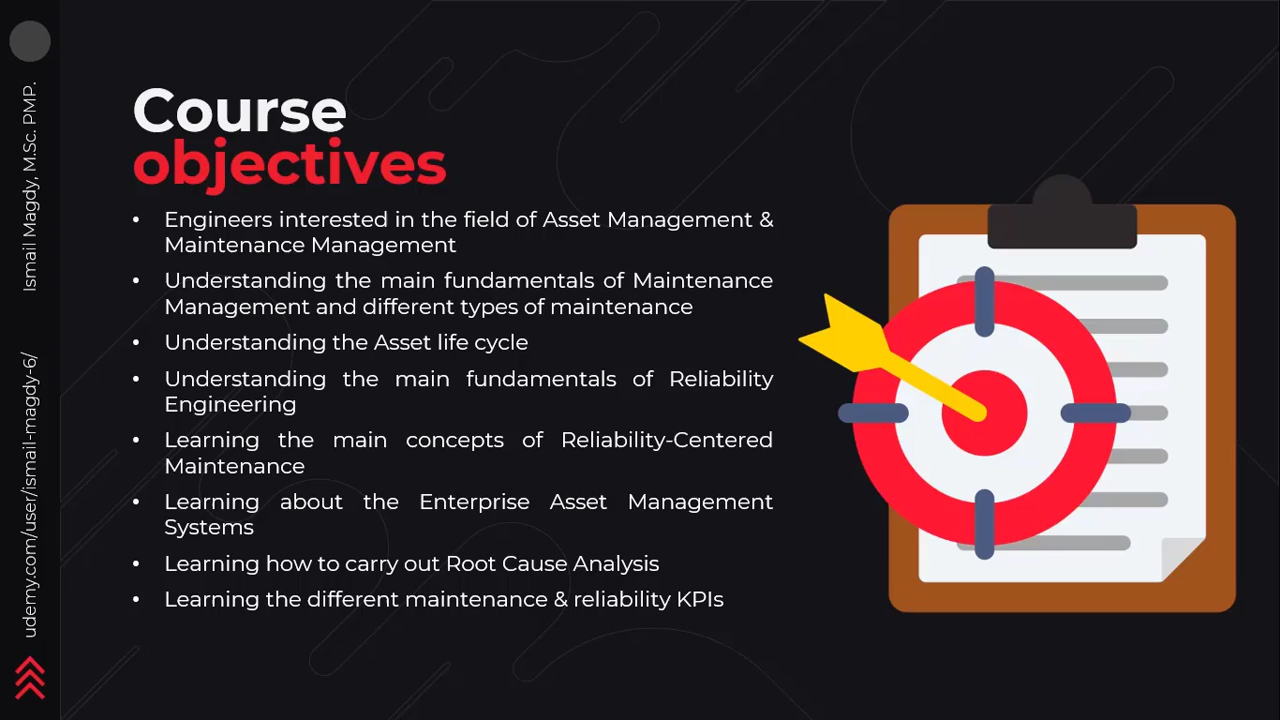 Course
objectives
• Engineers interested in the field of Asset Management &
Maintenance Management
• Understanding the main fundamentals of Maintenance
Management and different types of maintenance
• Understanding the Asset life cycle
• Understanding the main fundamentals of Reliability
Engineering
• Learning the main concepts of Reliability-Centered
Maintenance
• Learning about the Enterprise Asset Management
Systems
• Learning how to carry out Root Cause Analysis
• Learning the different maintenance & reliability KPIs
udemy.com/user/ismail-magdy-6/
Ismail Magdy, M.Sc. PMP.